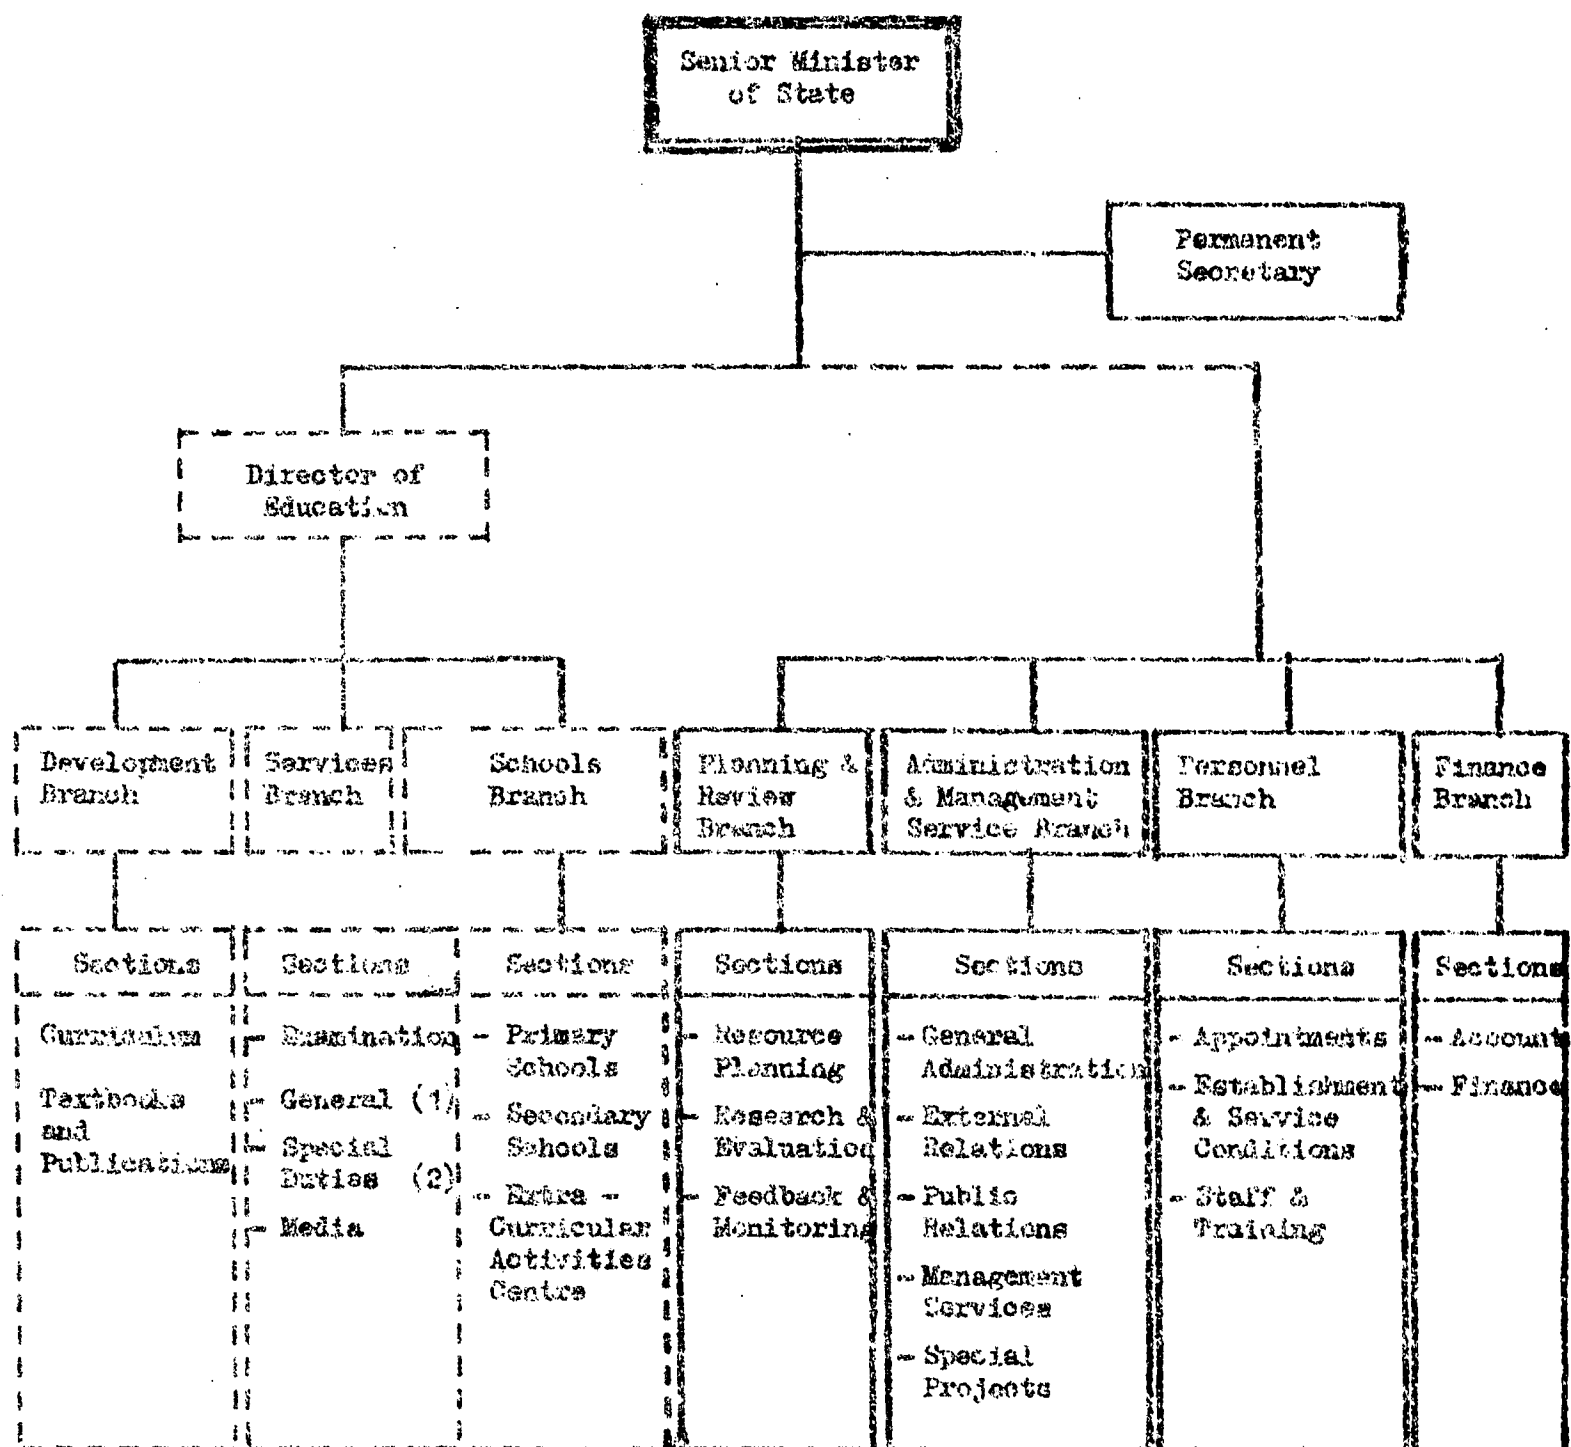 Senior Minister
of State
Permanent
Secretary
Director of
Education
Development
Branch
Services
Branch
Schools
Branch
Planning &
Review
Branch
Administration
& Management
Service Branch
Personnel
Branch
Finance
Branch
Sections
Sections
Sections
Sections
Sections
Sections
Sections
Curriculum
Textbooks
and
Publications
- Examination
- General (1)
- Special
Duties (2)
- Media
- Primary
Schools
- Secondary
Schools
- Extra -
Curricular
Activities
Centre
- Resource
Planning
- Research &
Evaluation
- Feedback &
Monitoring
- General
Administration
- External
Relations
- Public
Relations
- Management
Services
- Special
Projects
- Appointments
- Establishment
& Service
Conditions
- Staff &
Training
- Account
- Finance